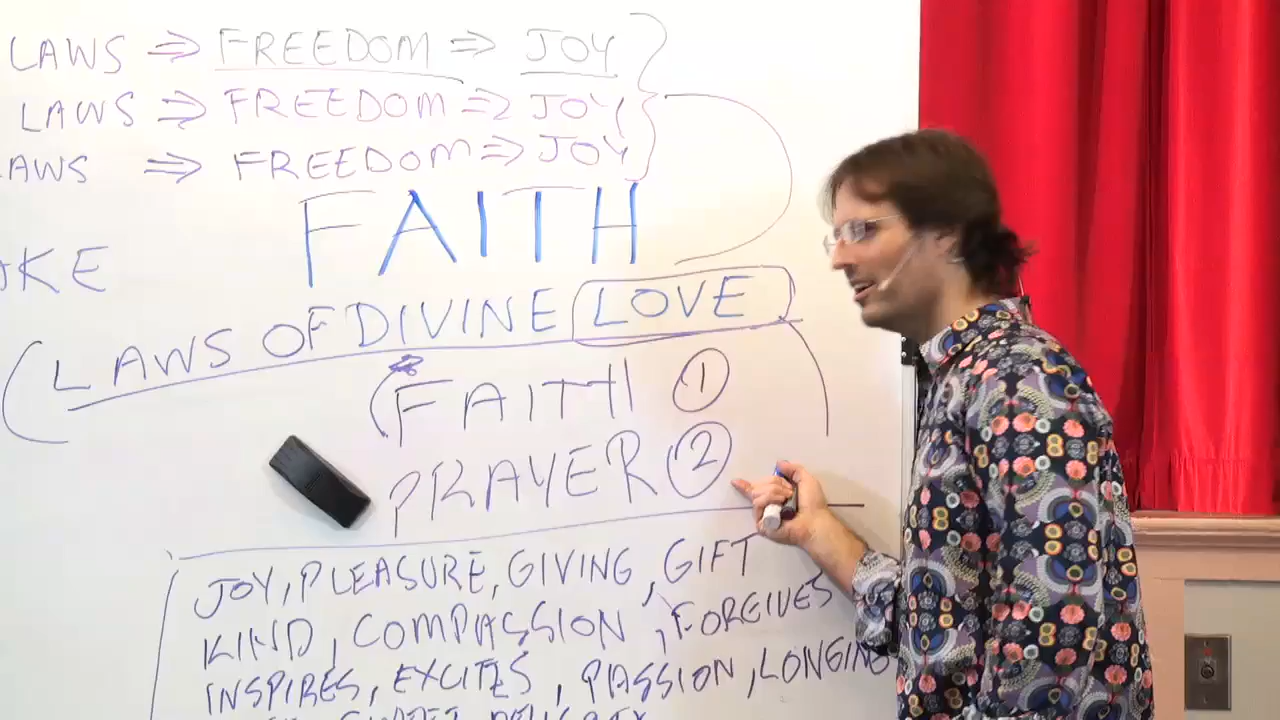 LAWS ⇒ FREEDOM ⇒ JOY
LAWS ⇒ FREEDOM ⇒ JOY
AWS ⇒ FREEDOM ⇒ JOY
FAITH
AKE
LAWS OF DIVINE LOVE
FAITH ①
PRAYER ②
JOY, PLEASURE, GIVING, GIFT
KIND, COMPASSION, FORGIVES
INSPIRES, EXCITES, PASSION, LONGING